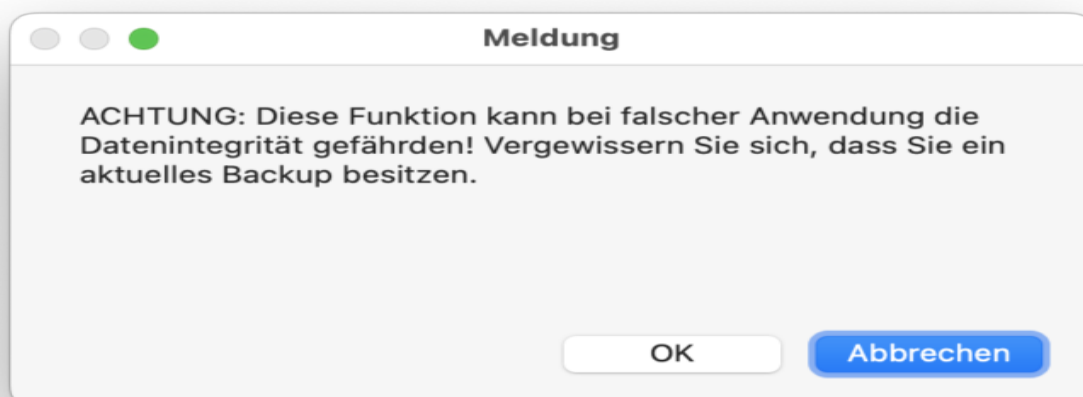 Meldung
ACHTUNG: Diese Funktion kann bei falscher Anwendung die
Datenintegrität gefährden! Vergewissern Sie sich, dass Sie ein
aktuelles Backup besitzen.
OK
Abbrechen